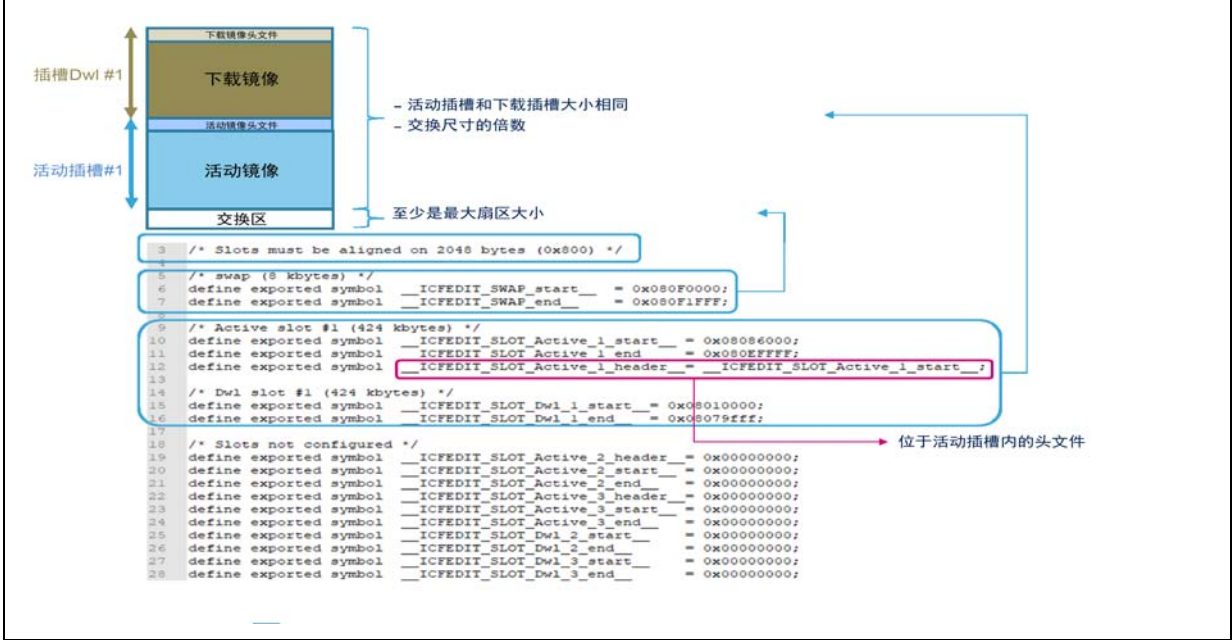 下载镜像头文件
插槽Dwl #1
下载镜像
– 活动插槽和下载插槽大小相同
– 交换尺寸的倍数
活动镜像头文件
活动插槽#1
活动镜像
交换区
至少是最大扇区大小
3 /* Slots must be aligned on 2048 bytes (0x800) */
4
5 /* swap (8 kbytes) */
6 define exported symbol __ICFEDIT_SWAP_start__ = 0x080F0000;
7 define exported symbol __ICFEDIT_SWAP_end__ = 0x080F1FFF;
8
9 /* Active slot #1 (424 kbytes) */
10 define exported symbol __ICFEDIT_SLOT_Active_1_start__ = 0x08086000;
11 define exported symbol __ICFEDIT_SLOT_Active_1_end__ = 0x080EFFFF;
12 define exported symbol __ICFEDIT_SLOT_Active_1_header__= __ICFEDIT_SLOT_Active_1_start__;
13
14 /* Dwl slot #1 (424 kbytes) */
15 define exported symbol __ICFEDIT_SLOT_Dwl_1_start__= 0x08010000;
16 define exported symbol __ICFEDIT_SLOT_Dwl_1_end__ = 0x08079fff;
17
位于活动插槽内的头文件
18 /* Slots not configured */
19 define exported symbol __ICFEDIT_SLOT_Active_2_header__= 0x00000000;
20 define exported symbol __ICFEDIT_SLOT_Active_2_start__ = 0x00000000;
21 define exported symbol __ICFEDIT_SLOT_Active_2_end__ = 0x00000000;
22 define exported symbol __ICFEDIT_SLOT_Active_3_header__= 0x00000000;
23 define exported symbol __ICFEDIT_SLOT_Active_3_start__ = 0x00000000;
24 define exported symbol __ICFEDIT_SLOT_Active_3_end__ = 0x00000000;
25 define exported symbol __ICFEDIT_SLOT_Dwl_2_start__ = 0x00000000;
26 define exported symbol __ICFEDIT_SLOT_Dwl_2_end__ = 0x00000000;
27 define exported symbol __ICFEDIT_SLOT_Dwl_3_start__ = 0x00000000;
28 define exported symbol __ICFEDIT_SLOT_Dwl_3_end__ = 0x00000000;